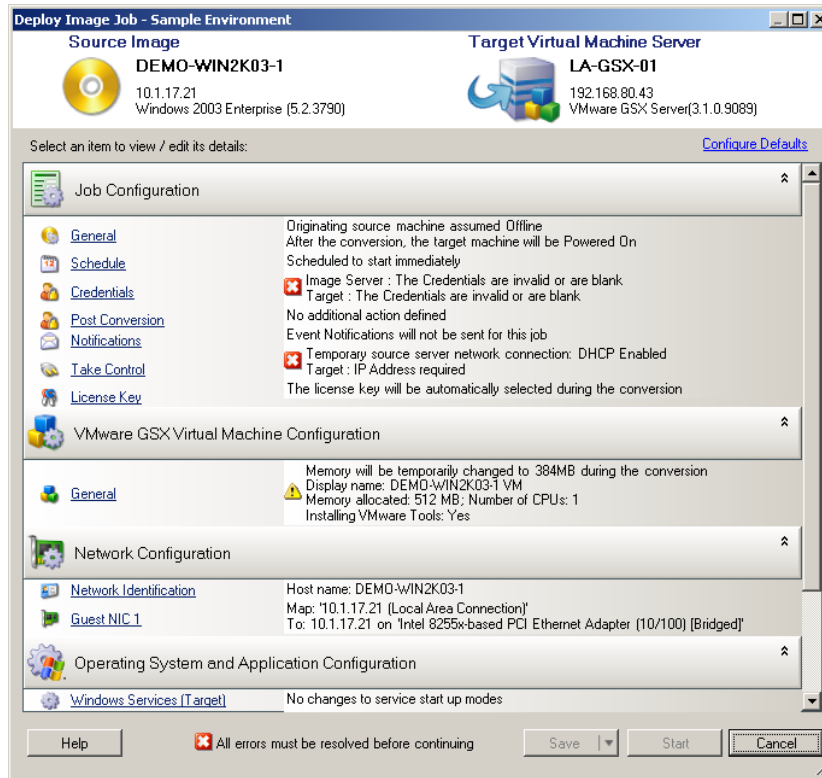 Deploy Image Job - Sample Environment
Source Image
DEMO-WIN2K03-1
10.1.17.21
Windows 2003 Enterprise (5.2.3790)
Target Virtual Machine Server
LA-GSX-01
192.168.80.43
VMware GSX Server(3.1.0.9089)
Select an item to view / edit its details:
Configure Defaults
Job Configuration
General
Originating source machine assumed Offline
After the conversion, the target machine will be Powered On
Schedule
Scheduled to start immediately
Credentials
Image Server : The Credentials are invalid or are blank
Target : The Credentials are invalid or are blank
Post Conversion
No additional action defined
Notifications
Event Notifications will not be sent for this job
Take Control
Temporary source server network connection: DHCP Enabled
Target : IP Address required
License Key
The license key will be automatically selected during the conversion
VMware GSX Virtual Machine Configuration
General
Memory will be temporarily changed to 384MB during the conversion
Display name: DEMO-WIN2K03-1 VM
Memory allocated: 512 MB; Number of CPUs: 1
Installing VMware Tools: Yes
Network Configuration
Network Identification
Host name: DEMO-WIN2K03-1
Guest NIC 1
Map: '10.1.17.21 (Local Area Connection)'
To: 10.1.17.21 on 'Intel 8255x-based PCI Ethernet Adapter (10/100) [Bridged]'
Operating System and Application Configuration
Windows Services (Target)
No changes to service start up modes
Help
All errors must be resolved before continuing
Save
Start
Cancel